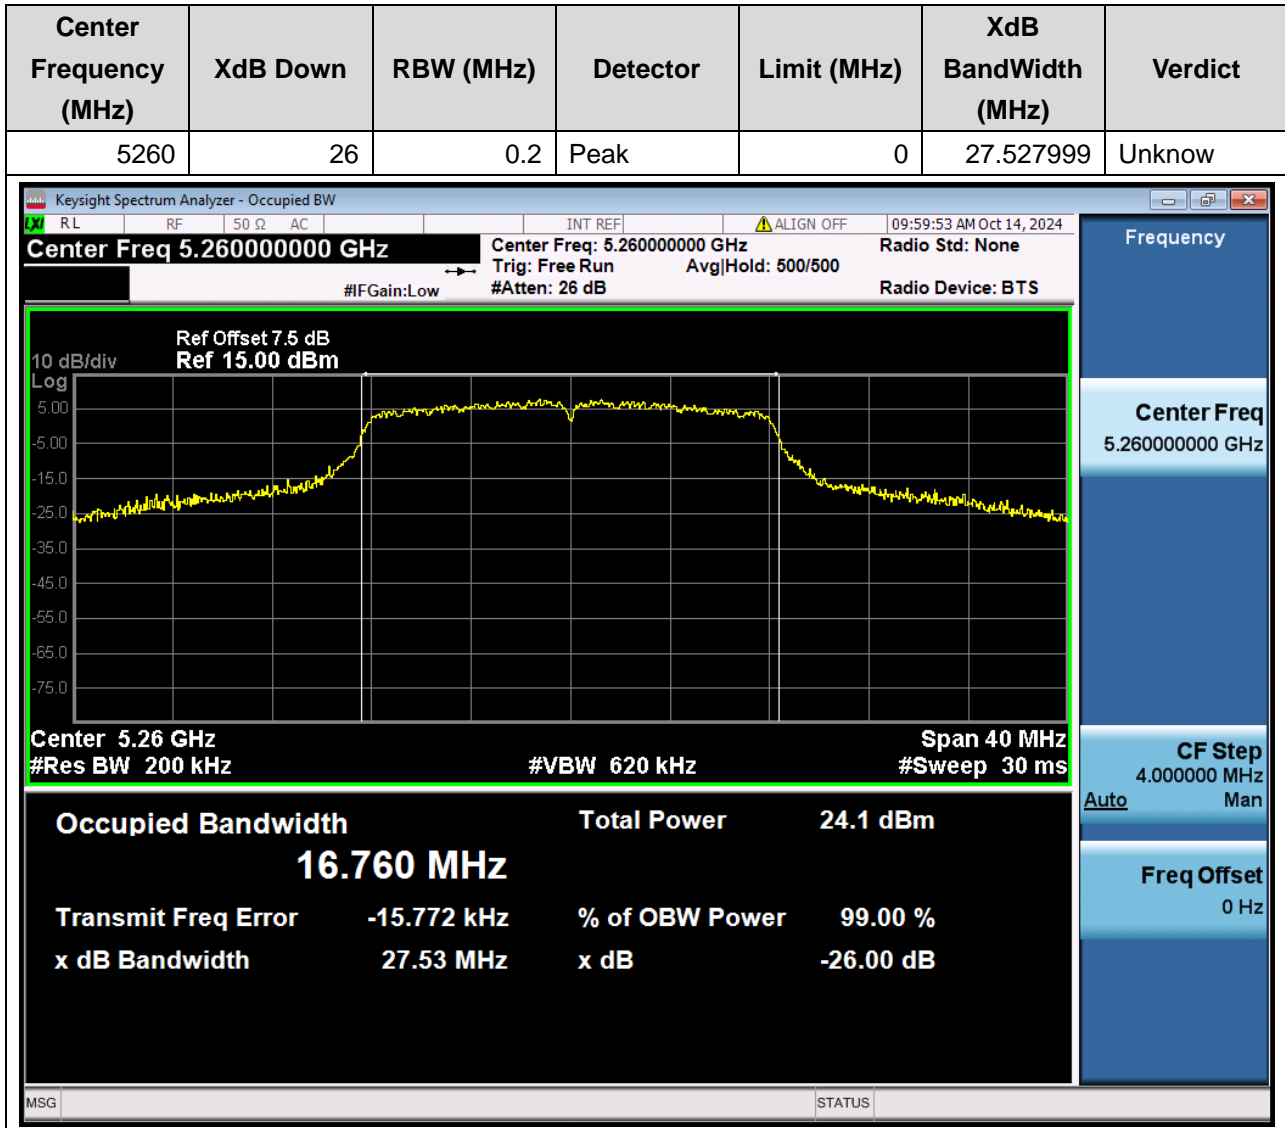 Center Frequency (MHz) XdB Down RBW (MHz) Detector Limit (MHz) XdB BandWidth (MHz) Verdict
5260 26 0.2 Peak 0 27.527999 Unknow
Keysight Spectrum Analyzer - Occupied BW
LXI RL RF 50 Ω AC INT REF ALIGN OFF 09:59:53 AM Oct 14, 2024
Center Freq 5.260000000 GHz
Center Freq: 5.260000000 GHz
Radio Std: None
Trig: Free Run Avg|Hold: 500/500
#IFGain:Low
#Atten: 26 dB
Radio Device: BTS
Ref Offset 7.5 dB
10 dB/div Ref 15.00 dBm
Log
5.00
-5.00
-15.0
-25.0
-35.0
-45.0
-55.0
-65.0
-75.0
Center 5.26 GHz Span 40 MHz
#Res BW 200 kHz #VBW 620 kHz #Sweep 30 ms
Occupied Bandwidth Total Power 24.1 dBm
16.760 MHz
Transmit Freq Error -15.772 kHz % of OBW Power 99.00 %
x dB Bandwidth 27.53 MHz x dB -26.00 dB
Frequency
Center Freq
5.260000000 GHz
CF Step
4.000000 MHz
Auto Man
Freq Offset
0 Hz
MSG STATUS